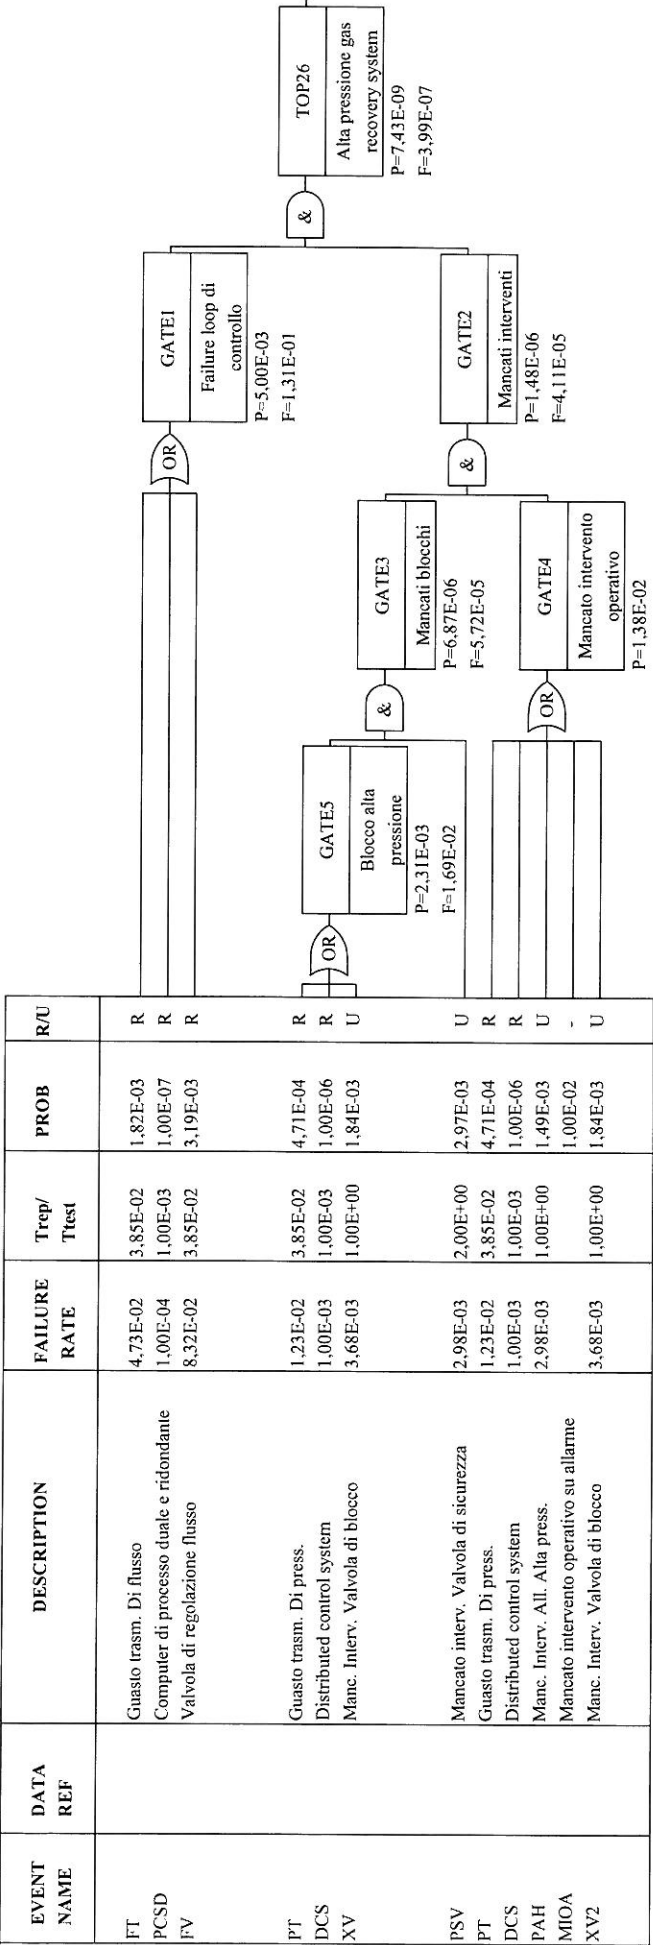 EVENT NAME DATA REF DESCRIPTION FAILURE RATE Trep/ Ttest PROB R/U
FT Guasto trasm. Di flusso 4,73E-02 3,85E-02 1,82E-03 R
PCSD Computer di processo duale e ridondante 1,00E-04 1,00E-03 1,00E-07 R
FV Valvola di regolazione flusso 8,32E-02 3,85E-02 3,19E-03 R
PT Guasto trasm. Di press. 1,23E-02 3,85E-02 4,71E-04 R
DCS Distributed control system 1,00E-03 1,00E-03 1,00E-06 R
XV Manc. Interv. Valvola di blocco 3,68E-03 1,00E+00 1,84E-03 U
PSV Mancato interv. Valvola di sicurezza 2,98E-03 2,00E+00 2,97E-03 U
PT Guasto trasm. Di press. 1,23E-02 3,85E-02 4,71E-04 R
DCS Distributed control system 1,00E-03 1,00E-03 1,00E-06 R
PAH Manc. Interv. All. Alta press. 2,98E-03 1,00E+00 1,49E-03 U
MIOA Mancato intervento operativo su allarme 1,00E-02 -
XV2 Manc. Interv. Valvola di blocco 3,68E-03 1,00E+00 1,84E-03 U
OR
GATE1
Failure loop di
controllo
P=5,00E-03
F=1,31E-01
OR
GATE5
Blocco alta
pressione
P=2,31E-03
F=1,69E-02
&
GATE3
Mancati blocchi
P=6,87E-06
F=5,72E-05
OR
GATE4
Mancato intervento
operativo
P=1,38E-02
&
GATE2
Mancati interventi
P=1,48E-06
F=4,11E-05
&
TOP26
Alta pressione gas
recovery system
P=7,43E-09
F=3,99E-07